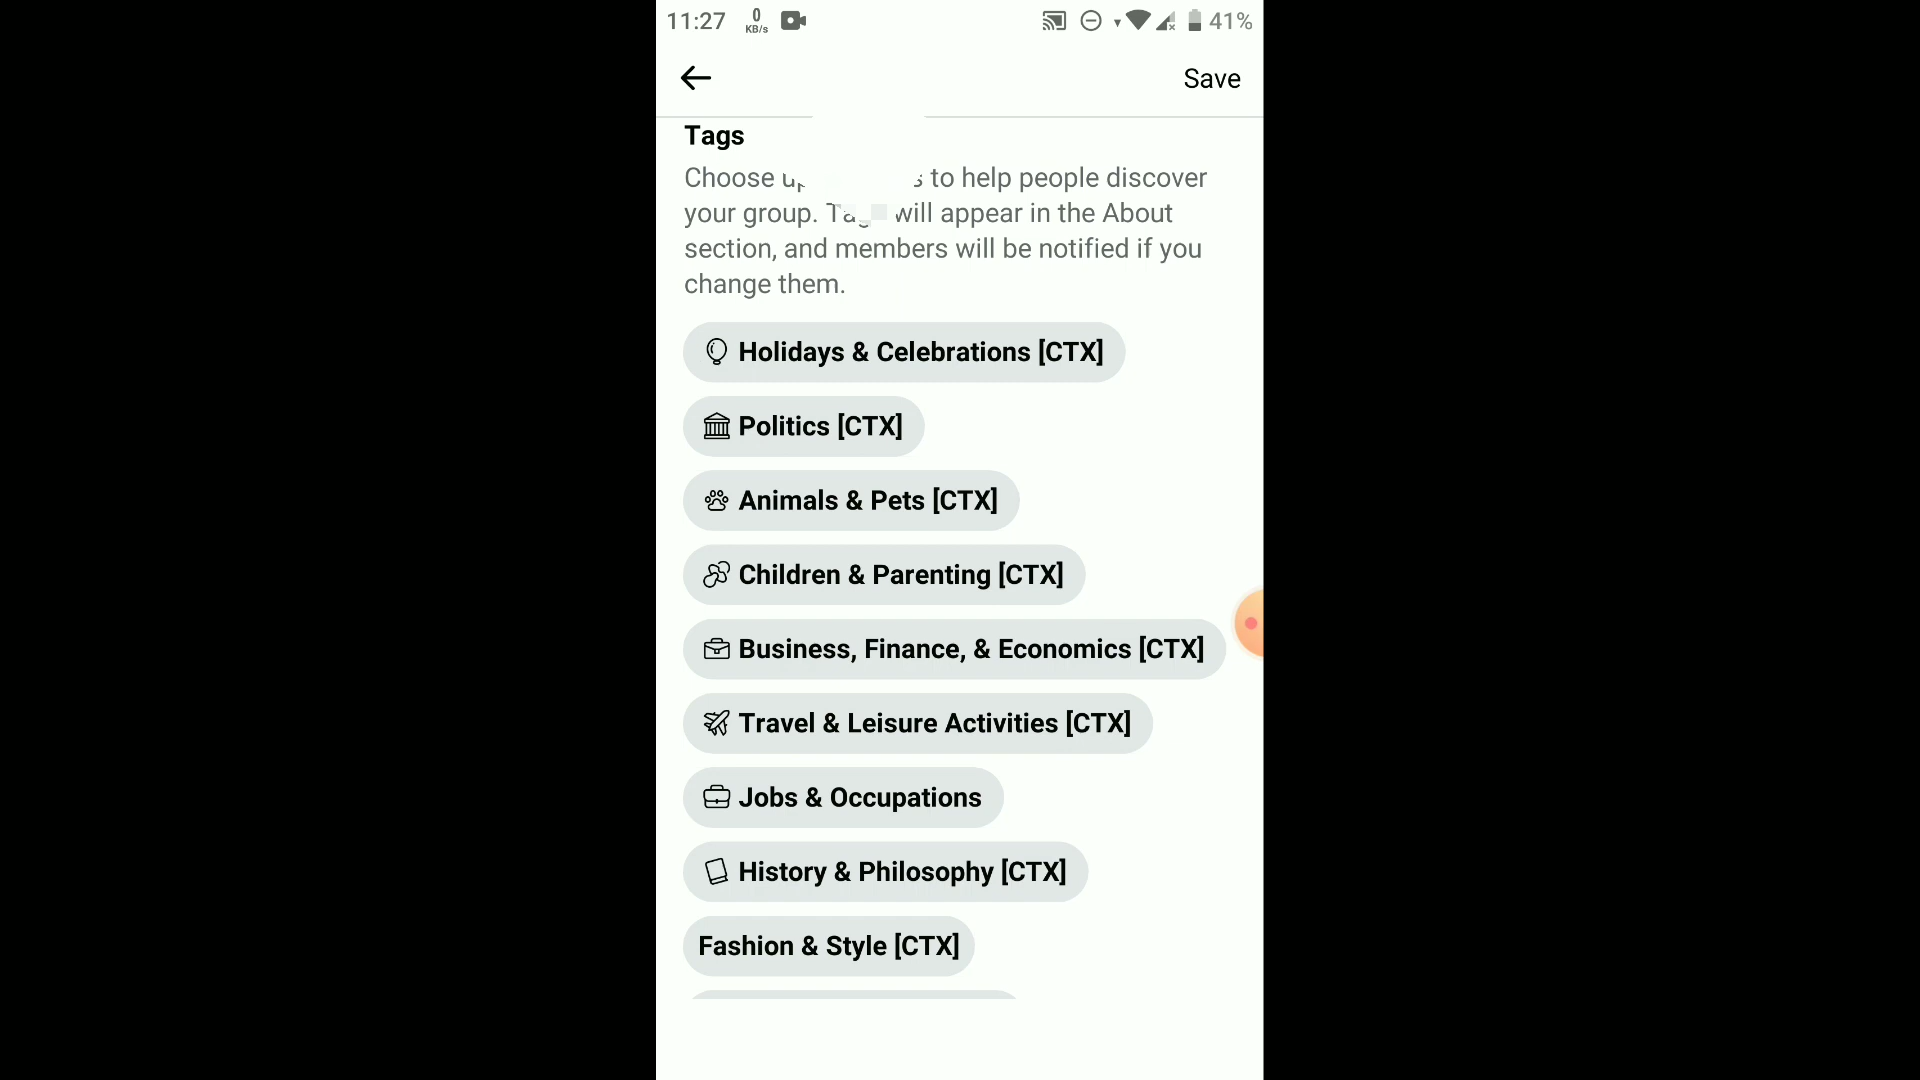 11:27 0 KB/s 41%
Save
Tags
Choose to help people discover
your group. will appear in the About
section, and members will be notified if you
change them.
Holidays & Celebrations [CTX]
Politics [CTX]
Animals & Pets [CTX]
Children & Parenting [CTX]
Business, Finance, & Economics [CTX]
Travel & Leisure Activities [CTX]
Jobs & Occupations
History & Philosophy [CTX]
Fashion & Style [CTX]